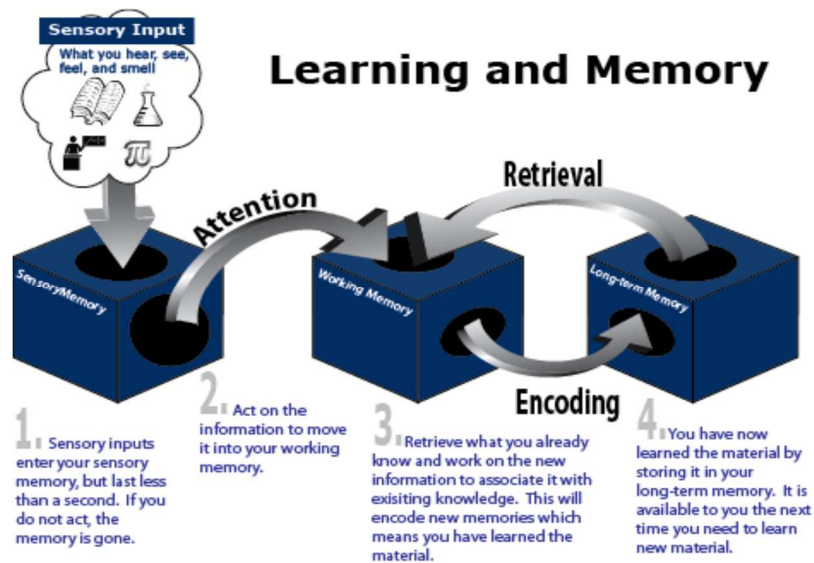 Sensory Input
What you hear, see,
feel, and smell
π
Learning and Memory
Attention
Retrieval
SensoryMemory
Working Memory
Long-term Memory
Encoding
1. Sensory inputs
enter your sensory
memory, but last less
than a second. If you
do not act, the
memory is gone.
2. Act on the
information to move
it into your working
memory.
3. Retrieve what you already
know and work on the new
information to associate it with
exisiting knowledge. This will
encode new memories which
means you have learned the
material.
4. You have now
learned the material by
storing it in your
long-term memory. It is
available to you the next
time you need to learn
new material.